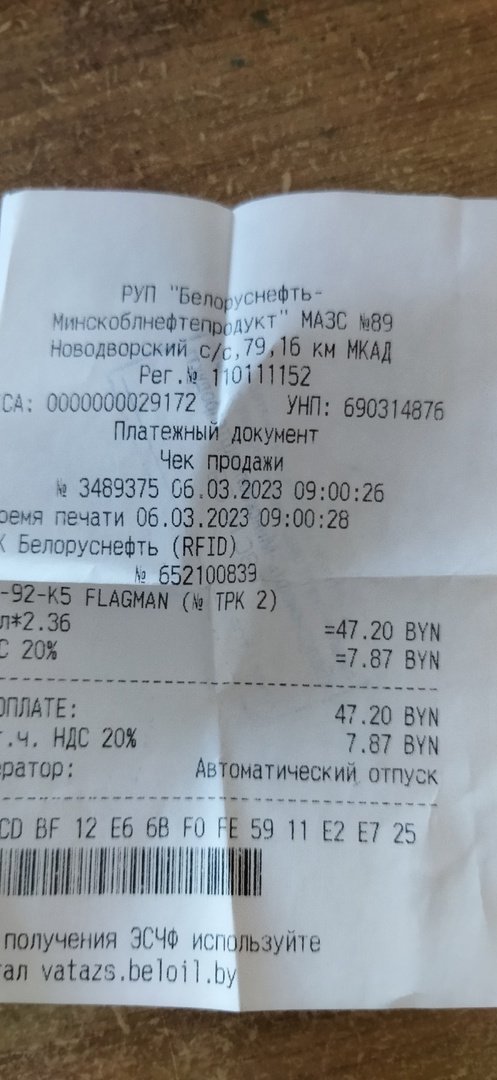 РУП "Белоруснефть-
Минскоблнефтепродукт" МАЗС №89
Новодворский с/с,79,16 км МКАД
Рег.№ 110111152
СА: 0000000029172 УНП: 690314876
Платежный документ
Чек продажи
№ 3489375 06.03.2023 09:00:26
ремя печати 06.03.2023 09:00:28
К Белоруснефть (RFID)
№ 652100839
-92-К5 FLAGMAN (№ ТРК 2)
л*2.36 =47.20 BYN
С 20% =7.87 BYN
ОПЛАТЕ: 47.20 BYN
.ч. НДС 20% 7.87 BYN
ратор: Автоматический отпуск
CD BF 12 E6 6B F0 FE 59 11 E2 E7 25
получения ЭСЧФ используйте
тал vatazs.beloil.by